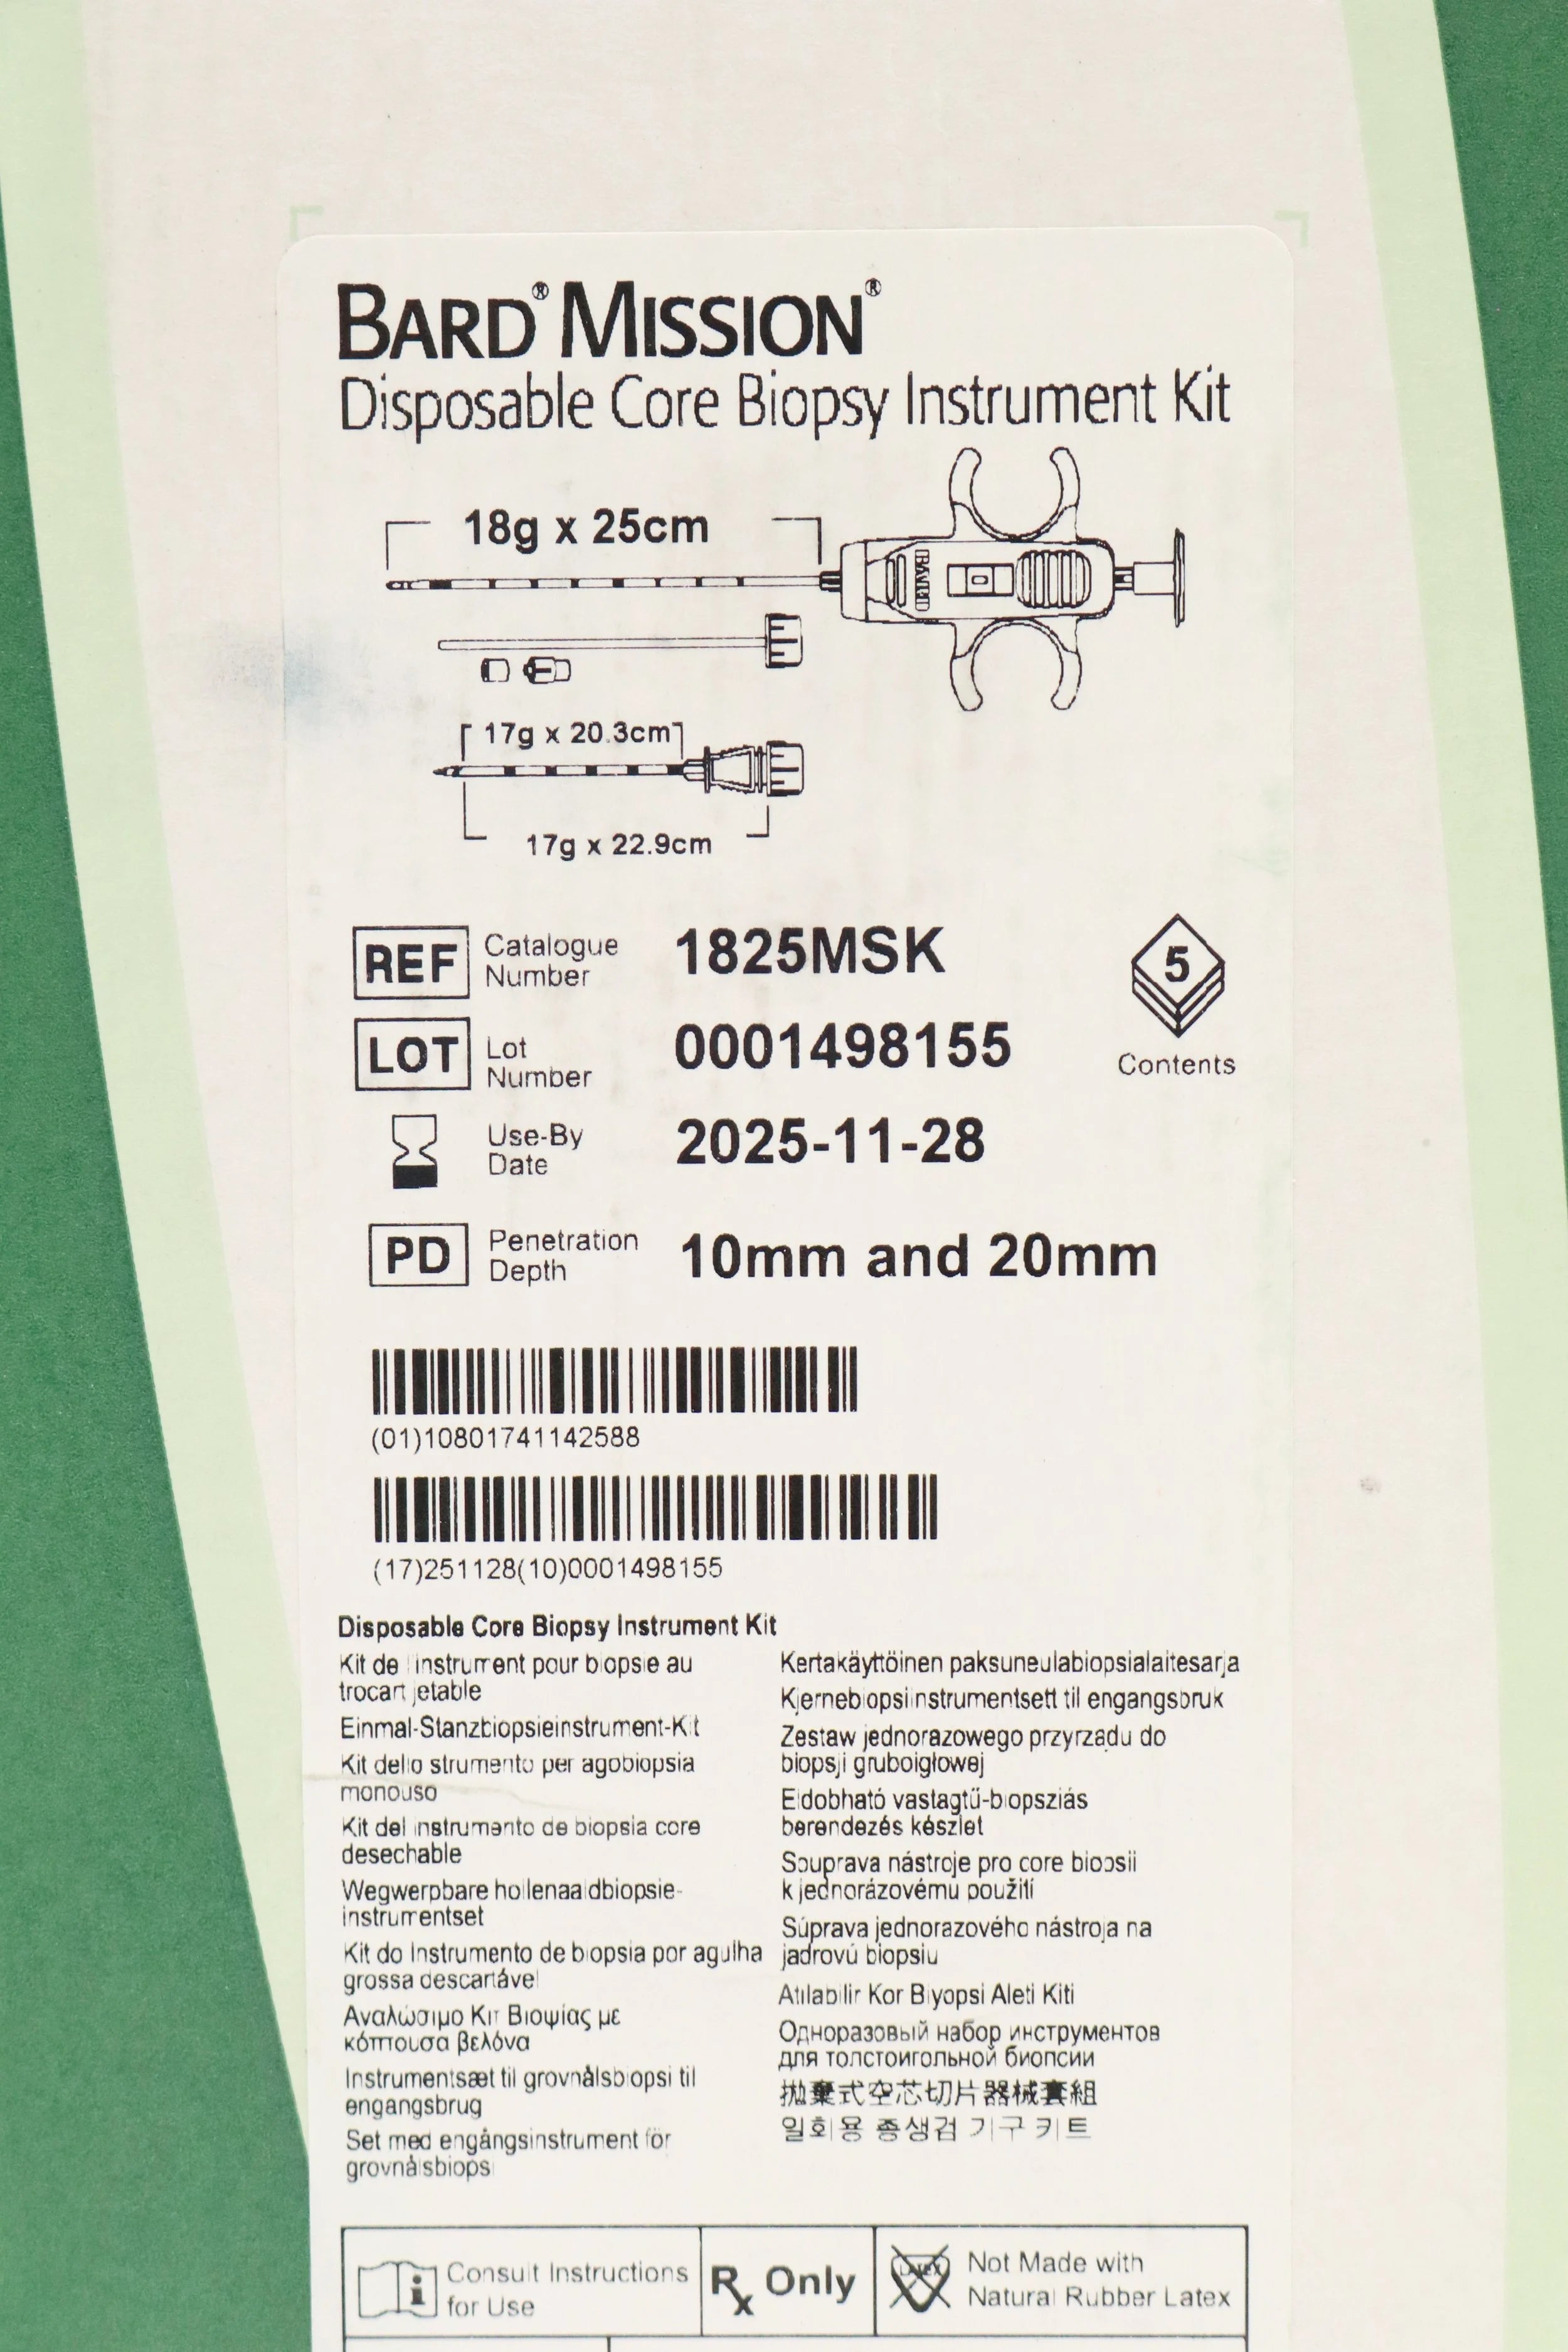 BARD® MISSION®
Disposable Core Biopsy Instrument Kit
18g x 25cm
BARD
17g x 20.3cm
17g x 22.9cm
REF Catalogue Number 1825MSK
5
Contents
LOT Lot Number 0001498155
Use-By Date 2025-11-28
PD Penetration Depth 10mm and 20mm
(01)10801741142588
(17)251128(10)0001498155
Disposable Core Biopsy Instrument Kit
Kit de l'instrument pour biopsie au
trocart jetable
Einmal-Stanzbiopsieinstrument-Kit
Kit dello strumento per agobiopsia
monouso
Kit del instrumento de biopsia core
desechable
Wegwerpbare hollenaaldbiopsie-
instrumentset
Kit do Instrumento de biopsia por agulha
grossa descartável
Αναλώσιμο Κιτ Βιοψίας με
κόπτουσα βελόνα
Instrumentsæt til grovnålsbiopsi til
engangsbrug
Set med engångsinstrument för
grovnålsbiopsi
Kertakäyttöinen paksuneulabiopsialaitesarja
Kjernebiopsiinstrumentsett til engangsbruk
Zestaw jednorazowego przyrządu do
biopsji gruboigłowej
Eldobható vastagtű-biopsziás
berendezés készlet
Souprava nástroje pro core biopsii
k jednorázovému použití
Súprava jednorazového nástroja na
jadrovú biopsiu
Atılabilir Kor Biyopsi Aleti Kiti
Одноразовый набор инструментов
для толстоигольной биопсии
拋棄式空芯切片器械套組
일회용 총생검 기구 키트
Consult Instructions
for Use
Rx Only
LATEX
Not Made with
Natural Rubber Latex